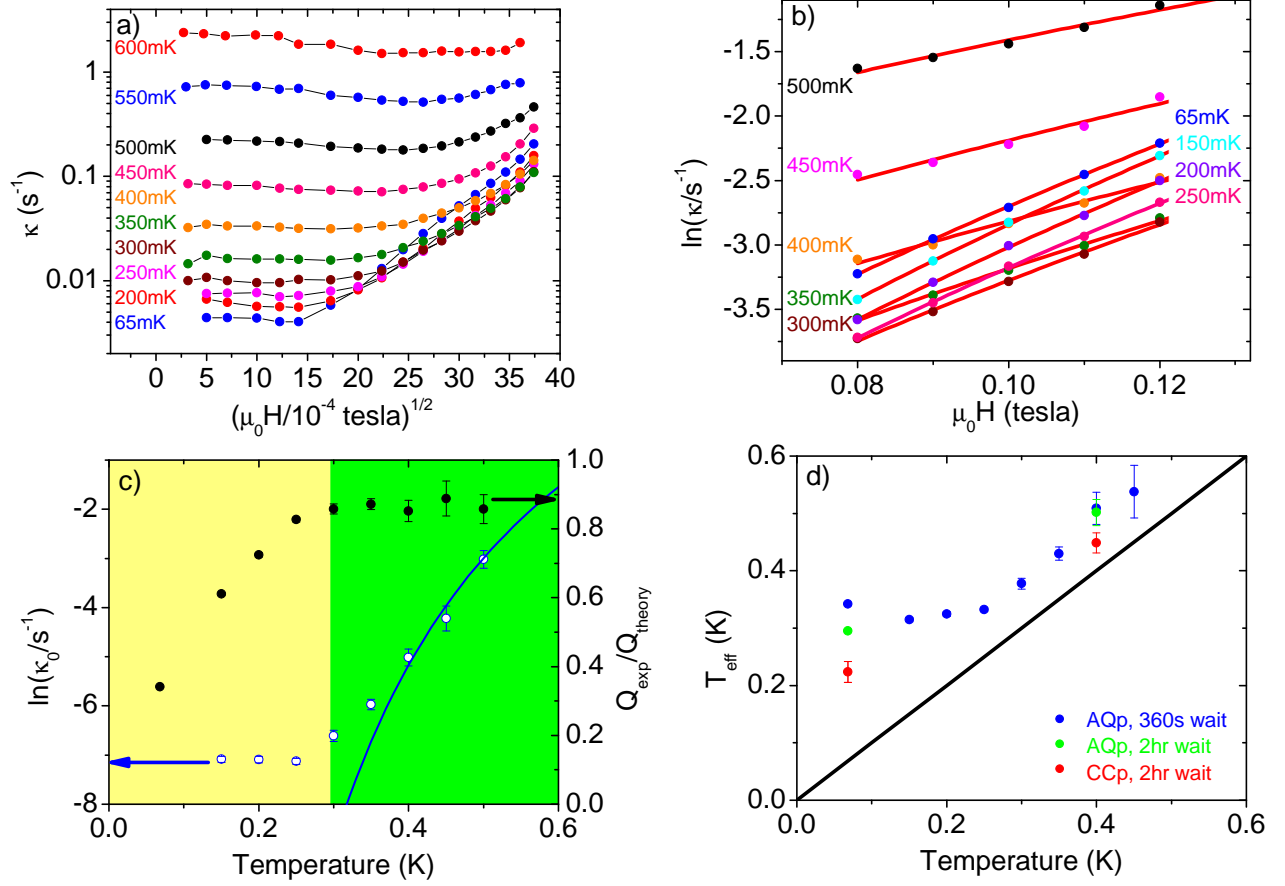 a)
600mK
550mK
500mK
450mK
400mK
350mK
300mK
250mK
200mK
65mK
1
0.1
0.01
κ (s⁻¹)
0 5 10 15 20 25 30 35 40
(μ₀H/10⁻⁴ tesla)¹ᐟ²
b)
500mK
450mK
65mK
150mK
200mK
250mK
400mK
350mK
300mK
-1.5
-2.0
-2.5
-3.0
-3.5
ln(κ/s⁻¹)
0.08 0.10 0.12
μ₀H (tesla)
c)
-2
-4
-6
-8
ln(κ₀/s⁻¹)
1.0
0.8
0.6
0.4
0.2
0.0
Q_exp/Q_theory
0.0 0.2 0.4 0.6
Temperature (K)
d)
0.6
0.4
0.2
0.0
T_eff (K)
AQp, 360s wait
AQp, 2hr wait
CCp, 2hr wait
0.0 0.2 0.4 0.6
Temperature (K)